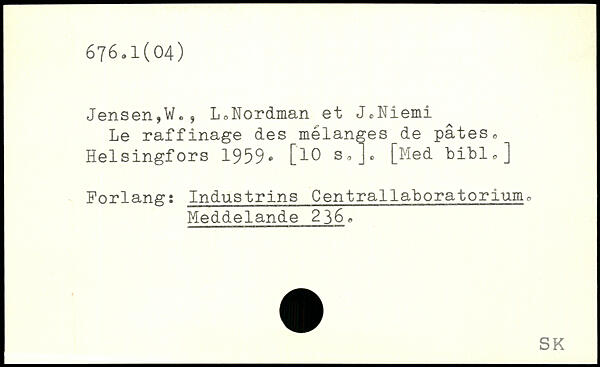 676.1(04)
Jensen,W., L.Nordman et J.Niemi
Le raffinage des mélanges de pâtes.
Helsingfors 1959. [10 s.]. [Med bibl.]
Forlang: Industrins Centrallaboratorium.
Meddelande 236.
SK